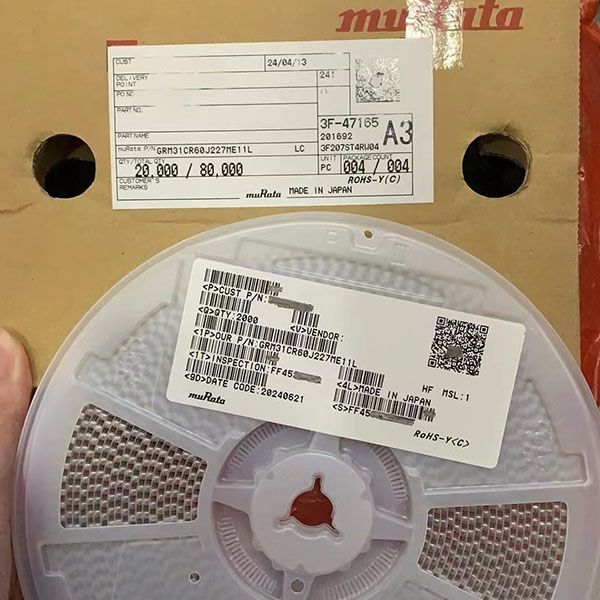 muRata
CUST
24/04/13
DELIVERY
POINT
241
PO.NO
PART NO.
3F-47165
201692
A3
muRata P/N GRM31CR60J227ME11L
LC
3F207ST4RW04
QTY/TOTAL QTY
20,000 / 80,000
UNIT
PC
PACKAGE COUNT
004 / 004
CUSTOMER'S
REMARKS
ROHS-Y(C)
muRata MADE IN JAPAN
<P>CUST P/N:
<Q>QTY:2000
<V>VENDOR:
<1P>OUR P/N:GRM31CR60J227ME11L
<1T>INSPECTION:FF45
<4L>MADE IN JAPAN
HF MSL:1
<9D>DATE CODE:20240621
<S>FF45
muRata
RoHS-Y<C>